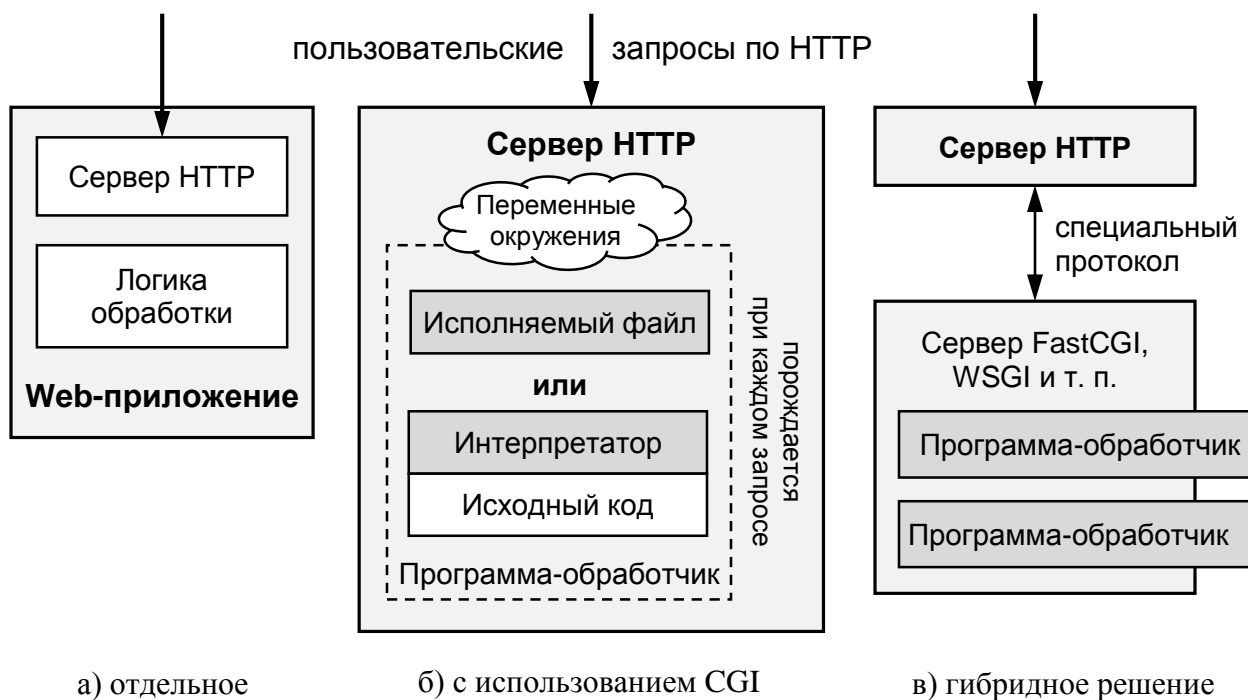 пользовательские запросы по HTTP
Сервер HTTP
Логика
обработки
Web-приложение
Сервер HTTP
Переменные
окружения
Исполняемый файл
или
Интерпретатор
Исходный код
Программа-обработчик
порождается
при каждом запросе
Сервер HTTP
специальный
протокол
Сервер FastCGI,
WSGI и т. п.
Программа-обработчик
Программа-обработчик
а) отдельное
б) с использованием CGI
в) гибридное решение